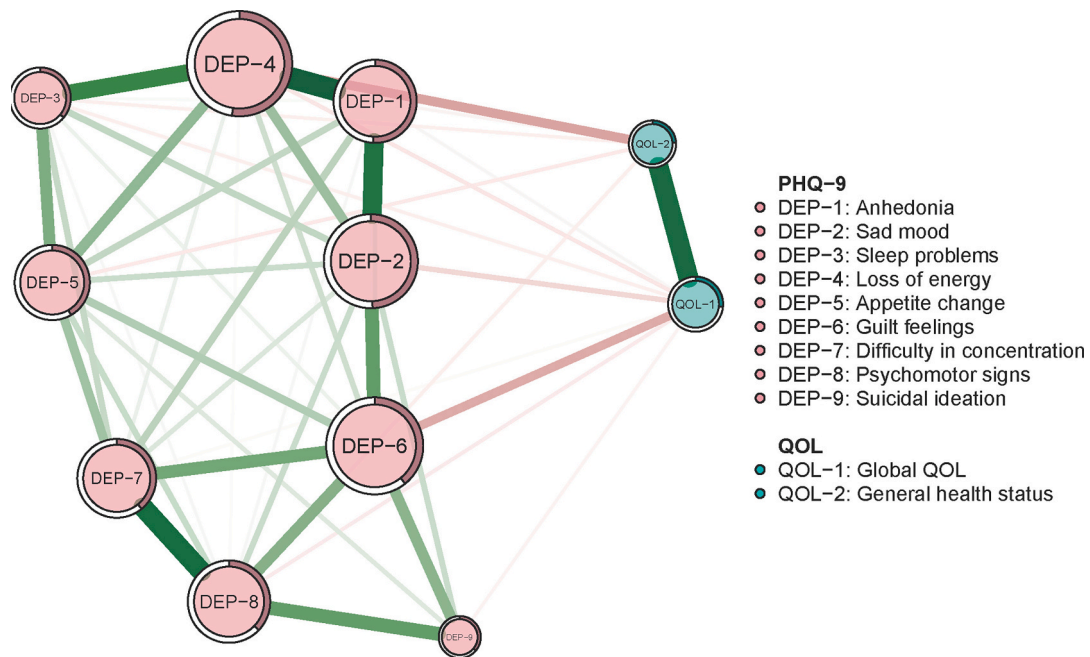 DEP−4
DEP−3
DEP−1
QOL−2
DEP−2
DEP−5
QOL−1
DEP−6
DEP−7
DEP−8
DEP−9
PHQ−9
DEP−1: Anhedonia
DEP−2: Sad mood
DEP−3: Sleep problems
DEP−4: Loss of energy
DEP−5: Appetite change
DEP−6: Guilt feelings
DEP−7: Difficulty in concentration
DEP−8: Psychomotor signs
DEP−9: Suicidal ideation
QOL
QOL−1: Global QOL
QOL−2: General health status